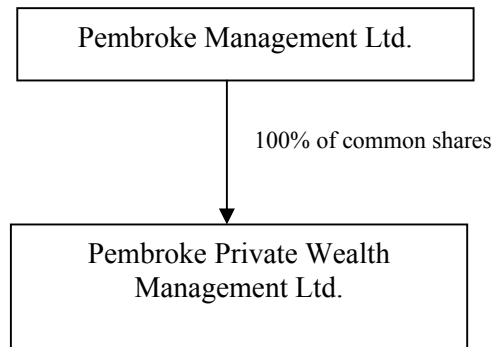 Pembroke Management Ltd.
100% of common shares
Pembroke Private Wealth
Management Ltd.